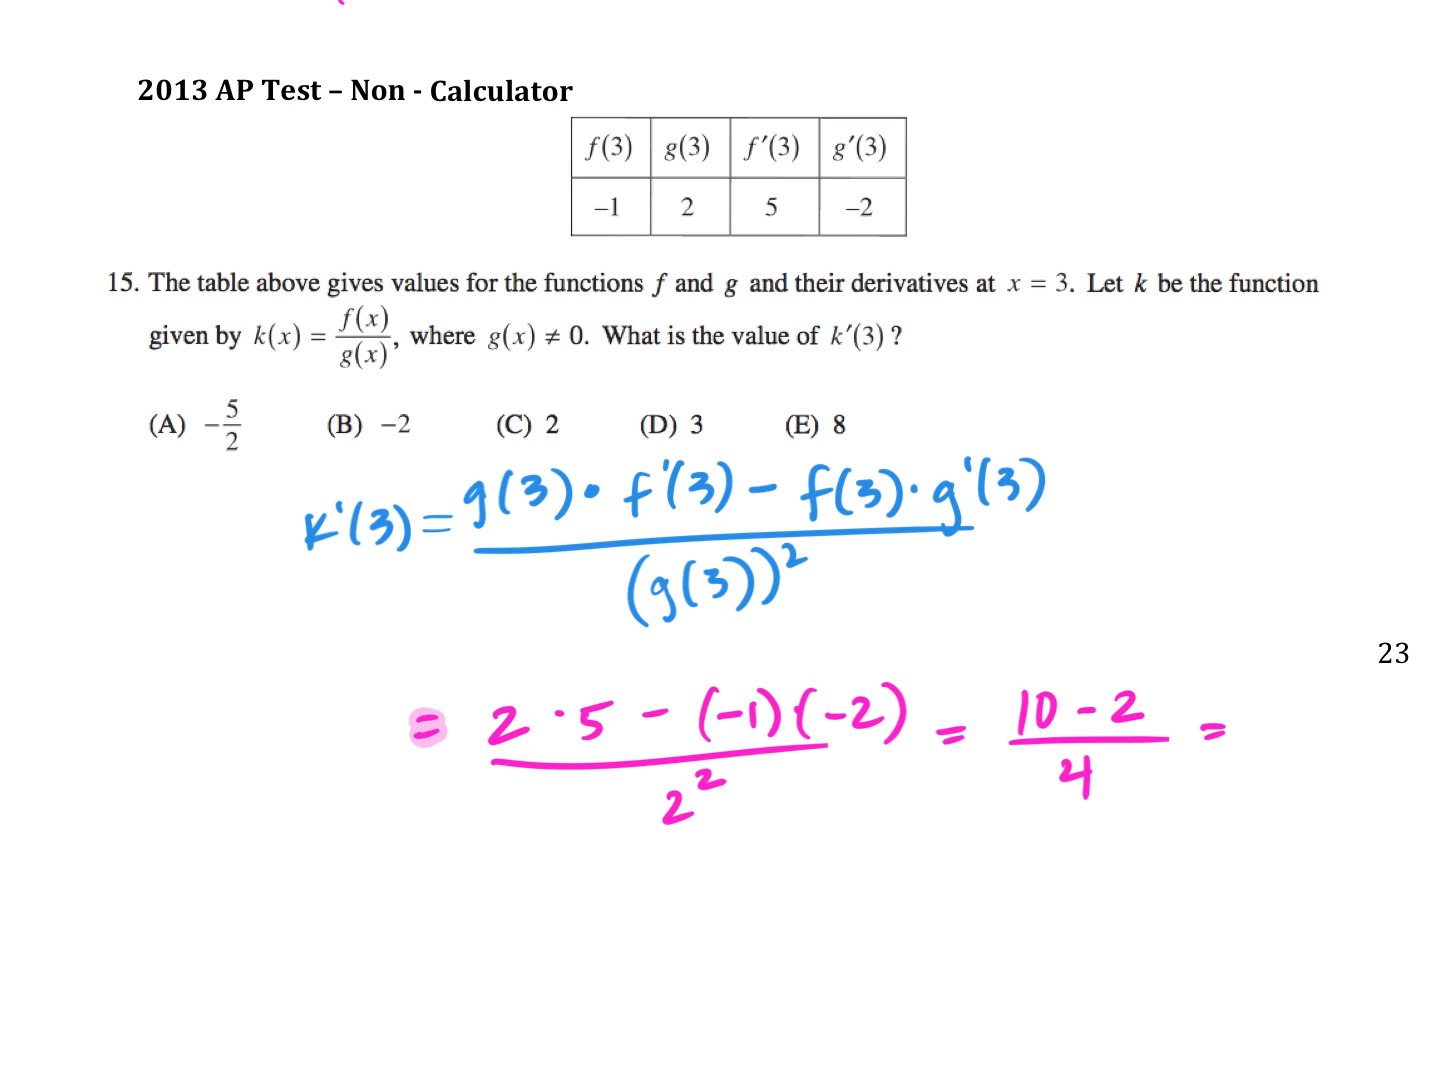 2013 AP Test – Non - Calculator
f(3) g(3) f′(3) g′(3)
–1 2 5 –2
15. The table above gives values for the functions f and g and their derivatives at x = 3. Let k be the function
given by k(x) = f(x)/g(x), where g(x) ≠ 0. What is the value of k′(3) ?
(A) −5/2 (B) −2 (C) 2 (D) 3 (E) 8
k'(3) = g(3) · f'(3) − f(3) · g'(3)
(g(3))²
23
= 2 · 5 − (−1)(−2) = 10 − 2 =
2² 4